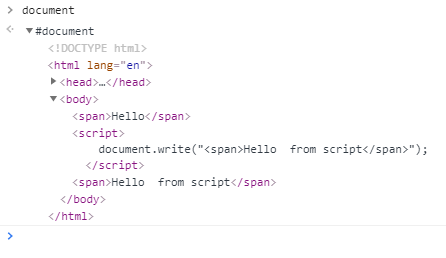 document
#document
<!DOCTYPE html>
<html lang="en">
<head>…</head>
<body>
<span>Hello</span>
<script>
document.write("<span>Hello  from script</span>");
</script>
<span>Hello  from script</span>
</body>
</html>